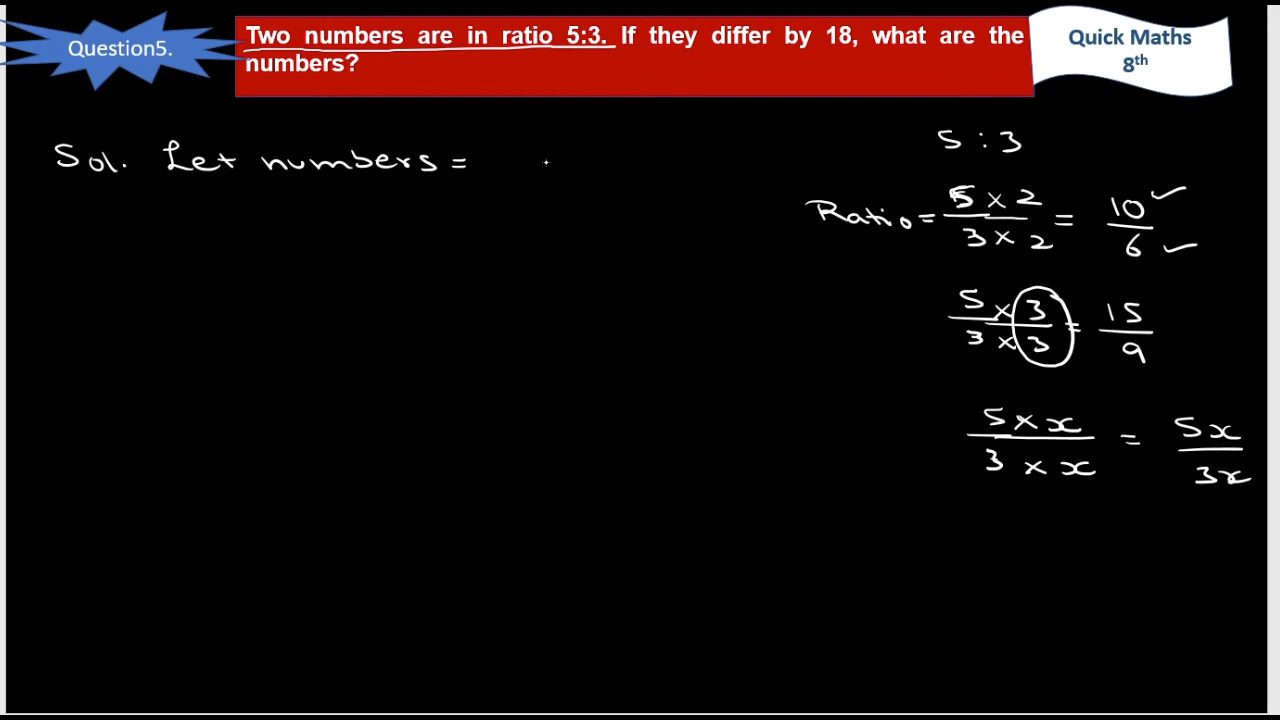 Question5.
Two numbers are in ratio 5:3. If they differ by 18, what are the
numbers?
Quick Maths
8th
Sol. Let numbers =
5 : 3
Ratio = 5 × 2 / 3 × 2 = 10 / 6
5 × 3 / 3 × 3 = 15 / 9
5 × x / 3 × x = 5x / 3x